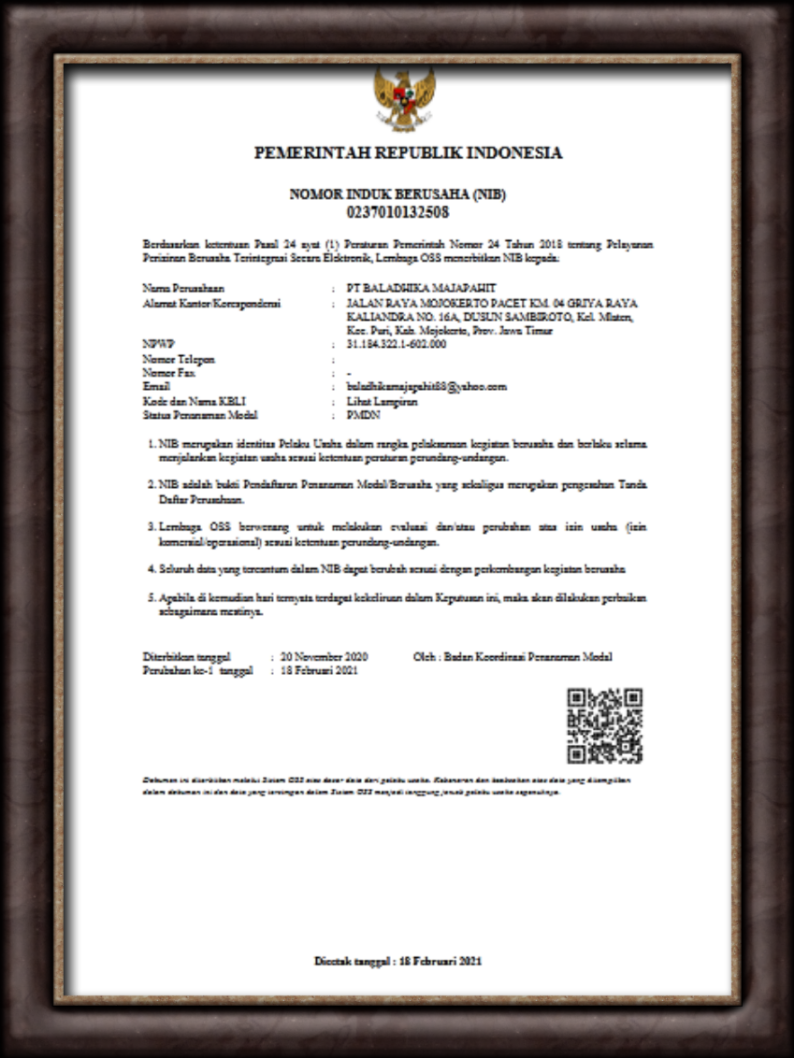 PEMERINTAH REPUBLIK INDONESIA
NOMOR INDUK BERUSAHA (NIB)
0237010132508
Berdasarkan ketentuan Pasal 24 ayat (1) Peraturan Pemerintah Nomor 24 Tahun 2018 tentang Pelayanan
Perizinan Berusaha Terintegrasi Secara Elektronik, Lembaga OSS menerbitkan NIB kepada:
Nama Perusahaan : PT BALADHIKA MAJAPAHIT
Alamat Kantor/Korespondensi : JALAN RAYA MOJOKERTO PACET KM. 04 GRIYA RAYA
KALIANDRA NO. 16A, DUSUN SAMBIROTO, Kel. Mlaten,
Kec. Puri, Kab. Mojokerto, Prov. Jawa Timur
NPWP : 31.184.322.1-602.000
Nomor Telepon :
Nomor Fax : -
Email : baladhikamajapahit88@yahoo.com
Kode dan Nama KBLI : Lihat Lampiran
Status Penanaman Modal : PMDN
1. NIB merupakan identitas Pelaku Usaha dalam rangka pelaksanaan kegiatan berusaha dan berlaku selama
menjalankan kegiatan usaha sesuai ketentuan peraturan perundang-undangan.
2. NIB adalah bukti Pendaftaran Penanaman Modal/Berusaha yang sekaligus merupakan pengesahan Tanda
Daftar Perusahaan.
3. Lembaga OSS berwenang untuk melakukan evaluasi dan/atau perubahan atas izin usaha (izin
komersial/operasional) sesuai ketentuan perundang-undangan.
4. Seluruh data yang tercantum dalam NIB dapat berubah sesuai dengan perkembangan kegiatan berusaha
5. Apabila di kemudian hari ternyata terdapat kekeliruan dalam Keputusan ini, maka akan dilakukan perbaikan
sebagaimana mestinya.
Diterbitkan tanggal : 20 November 2020 Oleh : Badan Koordinasi Penanaman Modal
Perubahan ke-1 tanggal : 18 Februari 2021
Dokumen ini diterbitkan melalui Sistem OSS atas dasar data dari pelaku usaha. Kebenaran dan keabsahan atas data yang ditampilkan
dalam dokumen ini dan data yang tersimpan dalam Sistem OSS menjadi tanggung jawab pelaku usaha sepenuhnya.
Dicetak tanggal : 18 Februari 2021